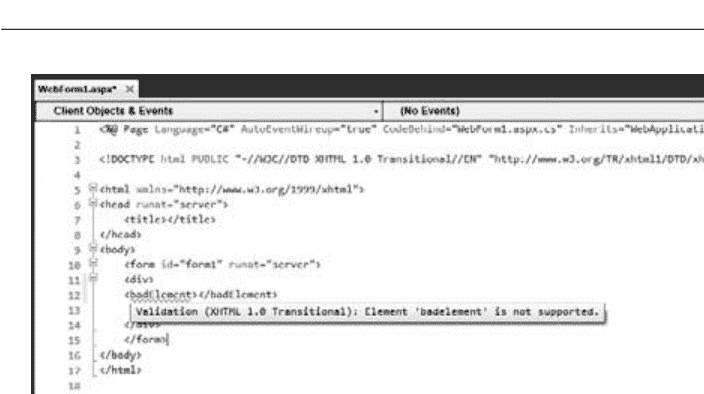 WebForm1.aspx*
Client Objects & Events (No Events)
1 <%@ Page Language="C#" AutoEventWireup="true" CodeBehind="WebForm1.aspx.cs" Inherits="WebApplicati
2
3 <!DOCTYPE html PUBLIC "-//W3C//DTD XHTML 1.0 Transitional//EN" "http://www.w3.org/TR/xhtml1/DTD/xh
4
5 <html xmlns="http://www.w3.org/1999/xhtml">
6 <head runat="server">
7 <title></title>
8 </head>
9 <body>
10 <form id="form1" runat="server">
11 <div>
12 <badElement></badElement>
13 Validation (XHTML 1.0 Transitional): Element 'badelement' is not supported.
14 </div>
15 </form>
16 </body>
17 </html>
18